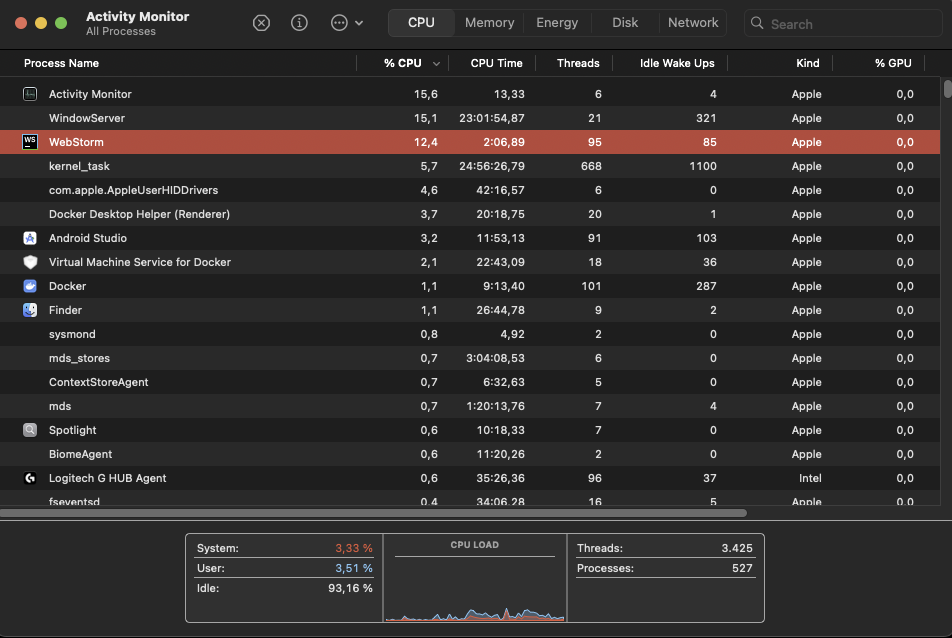 Activity Monitor
All Processes
CPU Memory Energy Disk Network Search
Process Name % CPU CPU Time Threads Idle Wake Ups Kind % GPU
Activity Monitor 15,6 13,33 6 4 Apple 0,0
WindowServer 15,1 23:01:54,87 21 321 Apple 0,0
WS WebStorm 12,4 2:06,89 95 85 Apple 0,0
kernel_task 5,7 24:56:26,79 668 1100 Apple 0,0
com.apple.AppleUserHIDDrivers 4,6 42:16,57 6 0 Apple 0,0
Docker Desktop Helper (Renderer) 3,7 20:18,75 20 1 Apple 0,0
Android Studio 3,2 11:53,13 91 103 Apple 0,0
Virtual Machine Service for Docker 2,1 22:43,09 18 36 Apple 0,0
Docker 1,1 9:13,40 101 287 Apple 0,0
Finder 1,1 26:44,78 9 2 Apple 0,0
sysmond 0,8 4,92 2 0 Apple 0,0
mds_stores 0,7 3:04:08,53 6 0 Apple 0,0
ContextStoreAgent 0,7 6:32,63 5 0 Apple 0,0
mds 0,7 1:20:13,76 7 4 Apple 0,0
Spotlight 0,6 10:18,33 7 0 Apple 0,0
BiomeAgent 0,6 11:20,26 2 0 Apple 0,0
Logitech G HUB Agent 0,6 35:26,36 96 37 Intel 0,0
fseventsd 0,4 34:06,28 16 5 Apple 0,0
System: 3,33 % CPU LOAD Threads: 3.425
User: 3,51 % Processes: 527
Idle: 93,16 %